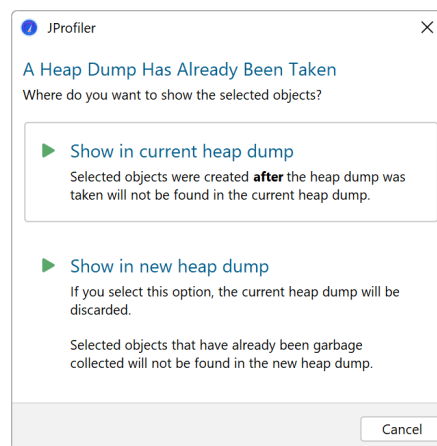 JProfiler
A Heap Dump Has Already Been Taken
Where do you want to show the selected objects?
Show in current heap dump
Selected objects were created after the heap dump was
taken will not be found in the current heap dump.
Show in new heap dump
If you select this option, the current heap dump will be
discarded.
Selected objects that have already been garbage
collected will not be found in the new heap dump.
Cancel